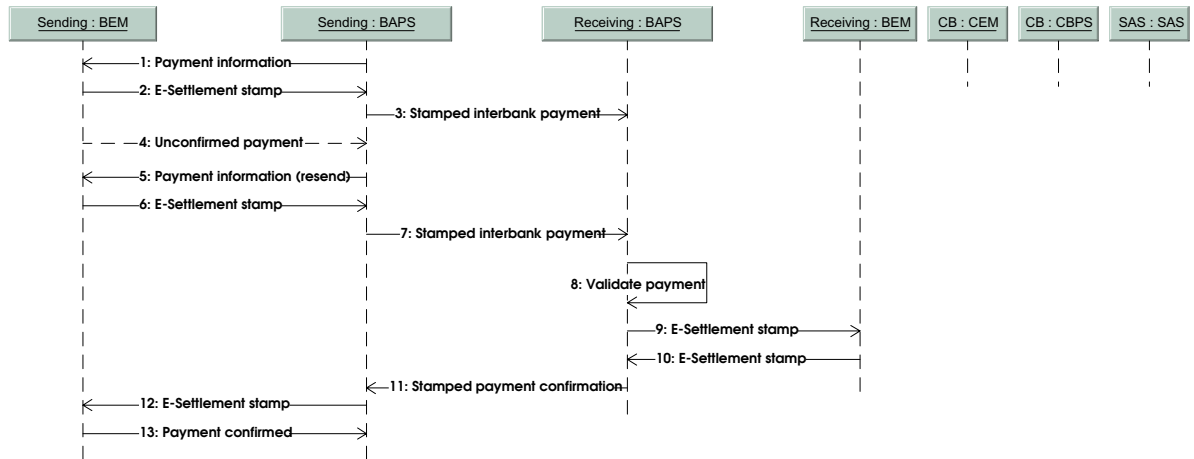 Sending : BEM
Sending : BAPS
Receiving : BAPS
Receiving : BEM
CB : CEM
CB : CBPS
SAS : SAS
1: Payment information
2: E-Settlement stamp
3: Stamped interbank payment
4: Unconfirmed payment
5: Payment information (resend)
6: E-Settlement stamp
7: Stamped interbank payment
8: Validate payment
9: E-Settlement stamp
10: E-Settlement stamp
11: Stamped payment confirmation
12: E-Settlement stamp
13: Payment confirmed